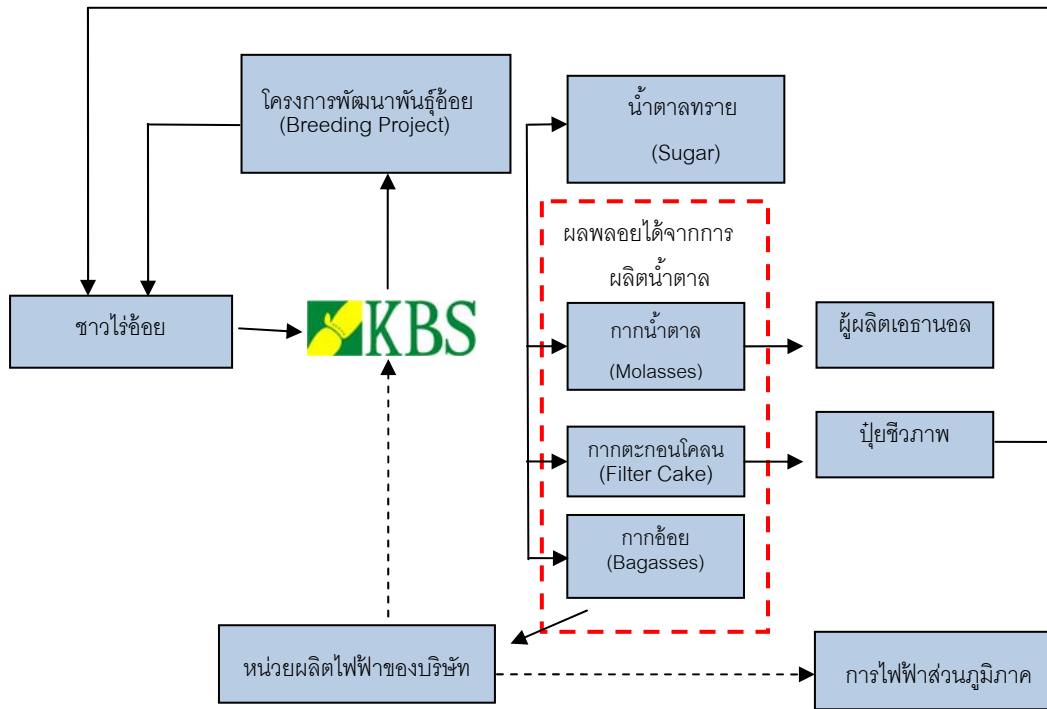 โครงการพัฒนาพันธุ์อ้อย
(Breeding Project)
น้ำตาลทราย
(Sugar)
ผลพลอยได้จากการ
ผลิตน้ำตาล
ชาวไร่อ้อย
KBS
กากน้ำตาล
(Molasses)
ผู้ผลิตเอธานอล
กากตะกอนโคลน
(Filter Cake)
ปุ๋ยชีวภาพ
กากอ้อย
(Bagasses)
หน่วยผลิตไฟฟ้าของบริษัท
การไฟฟ้าส่วนภูมิภาค